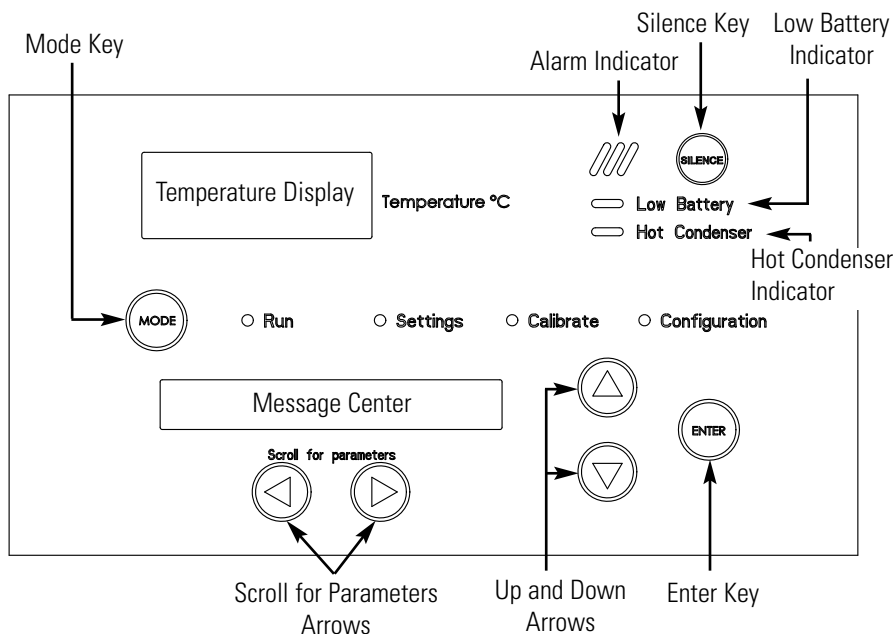 Mode Key
Alarm Indicator
Silence Key
Low Battery
Indicator
SILENCE
Temperature Display
Temperature °C
Low Battery
Hot Condenser
Hot Condenser
Indicator
MODE
Run
Settings
Calibrate
Configuration
Message Center
ENTER
Scroll for parameters
Scroll for Parameters
Arrows
Up and Down
Arrows
Enter Key